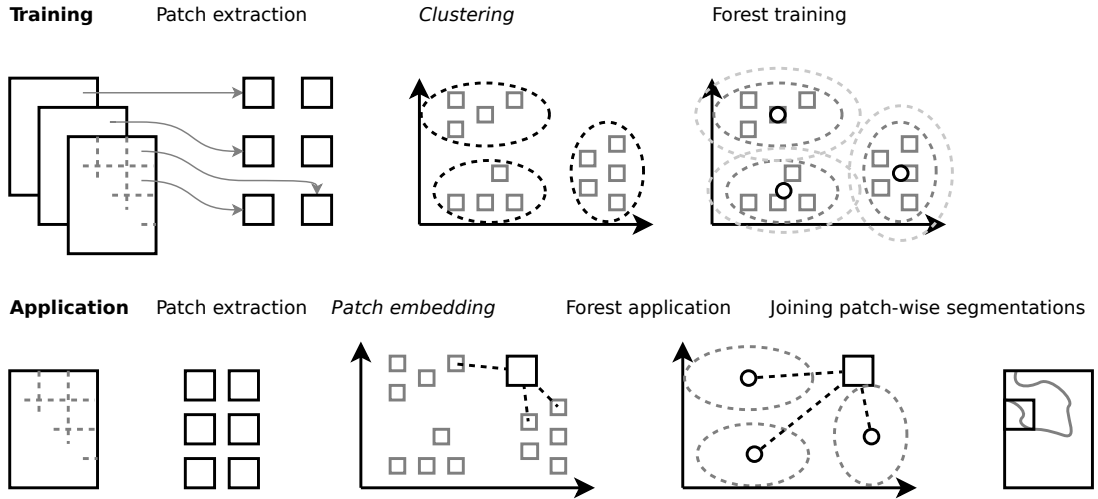 Training Patch extraction Clustering Forest training
Application Patch extraction Patch embedding Forest application Joining patch-wise segmentations